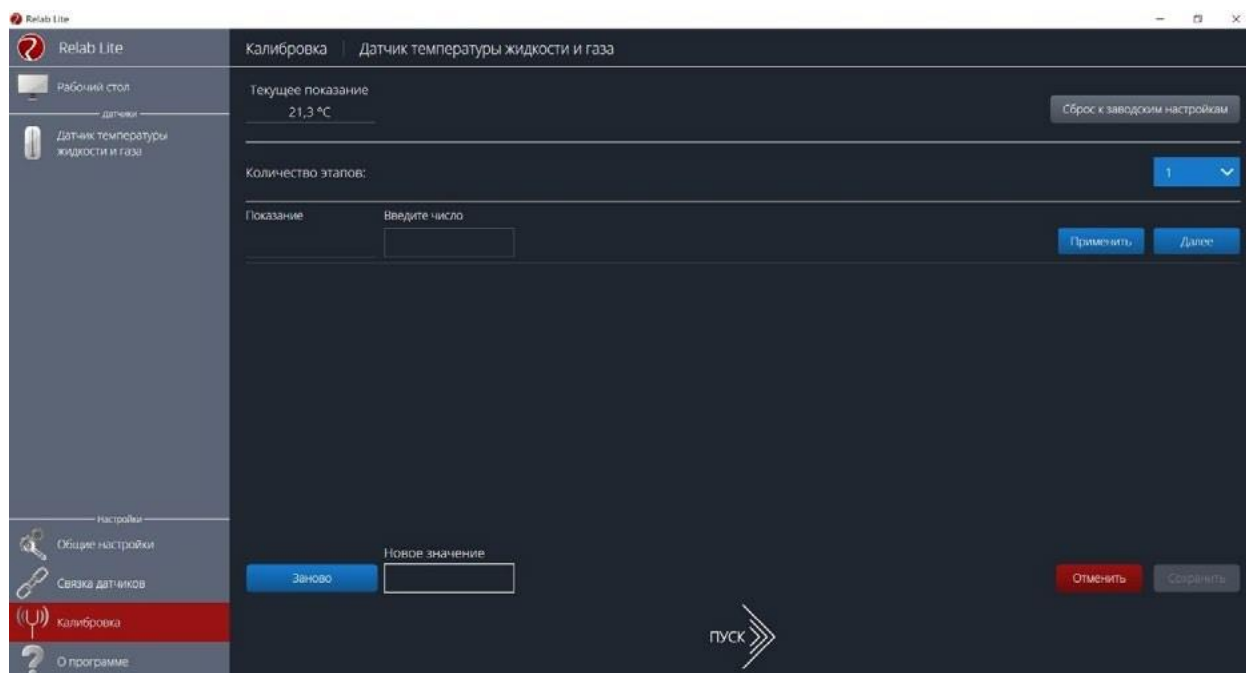 Relab Lite
Relab Lite
Рабочий стол
Датчики
Датчик температуры
жидкости и газа
Настройки
Общие настройки
Связка датчиков
Калибровка
О программе
Калибровка | Датчик температуры жидкости и газа
Текущее показание
21,3 °C
Сброс к заводским настройкам
Количество этапов:
1
Показание
Введите число
Применить
Далее
Новое значение
Заново
Отменить
Сохранить
ПУСК